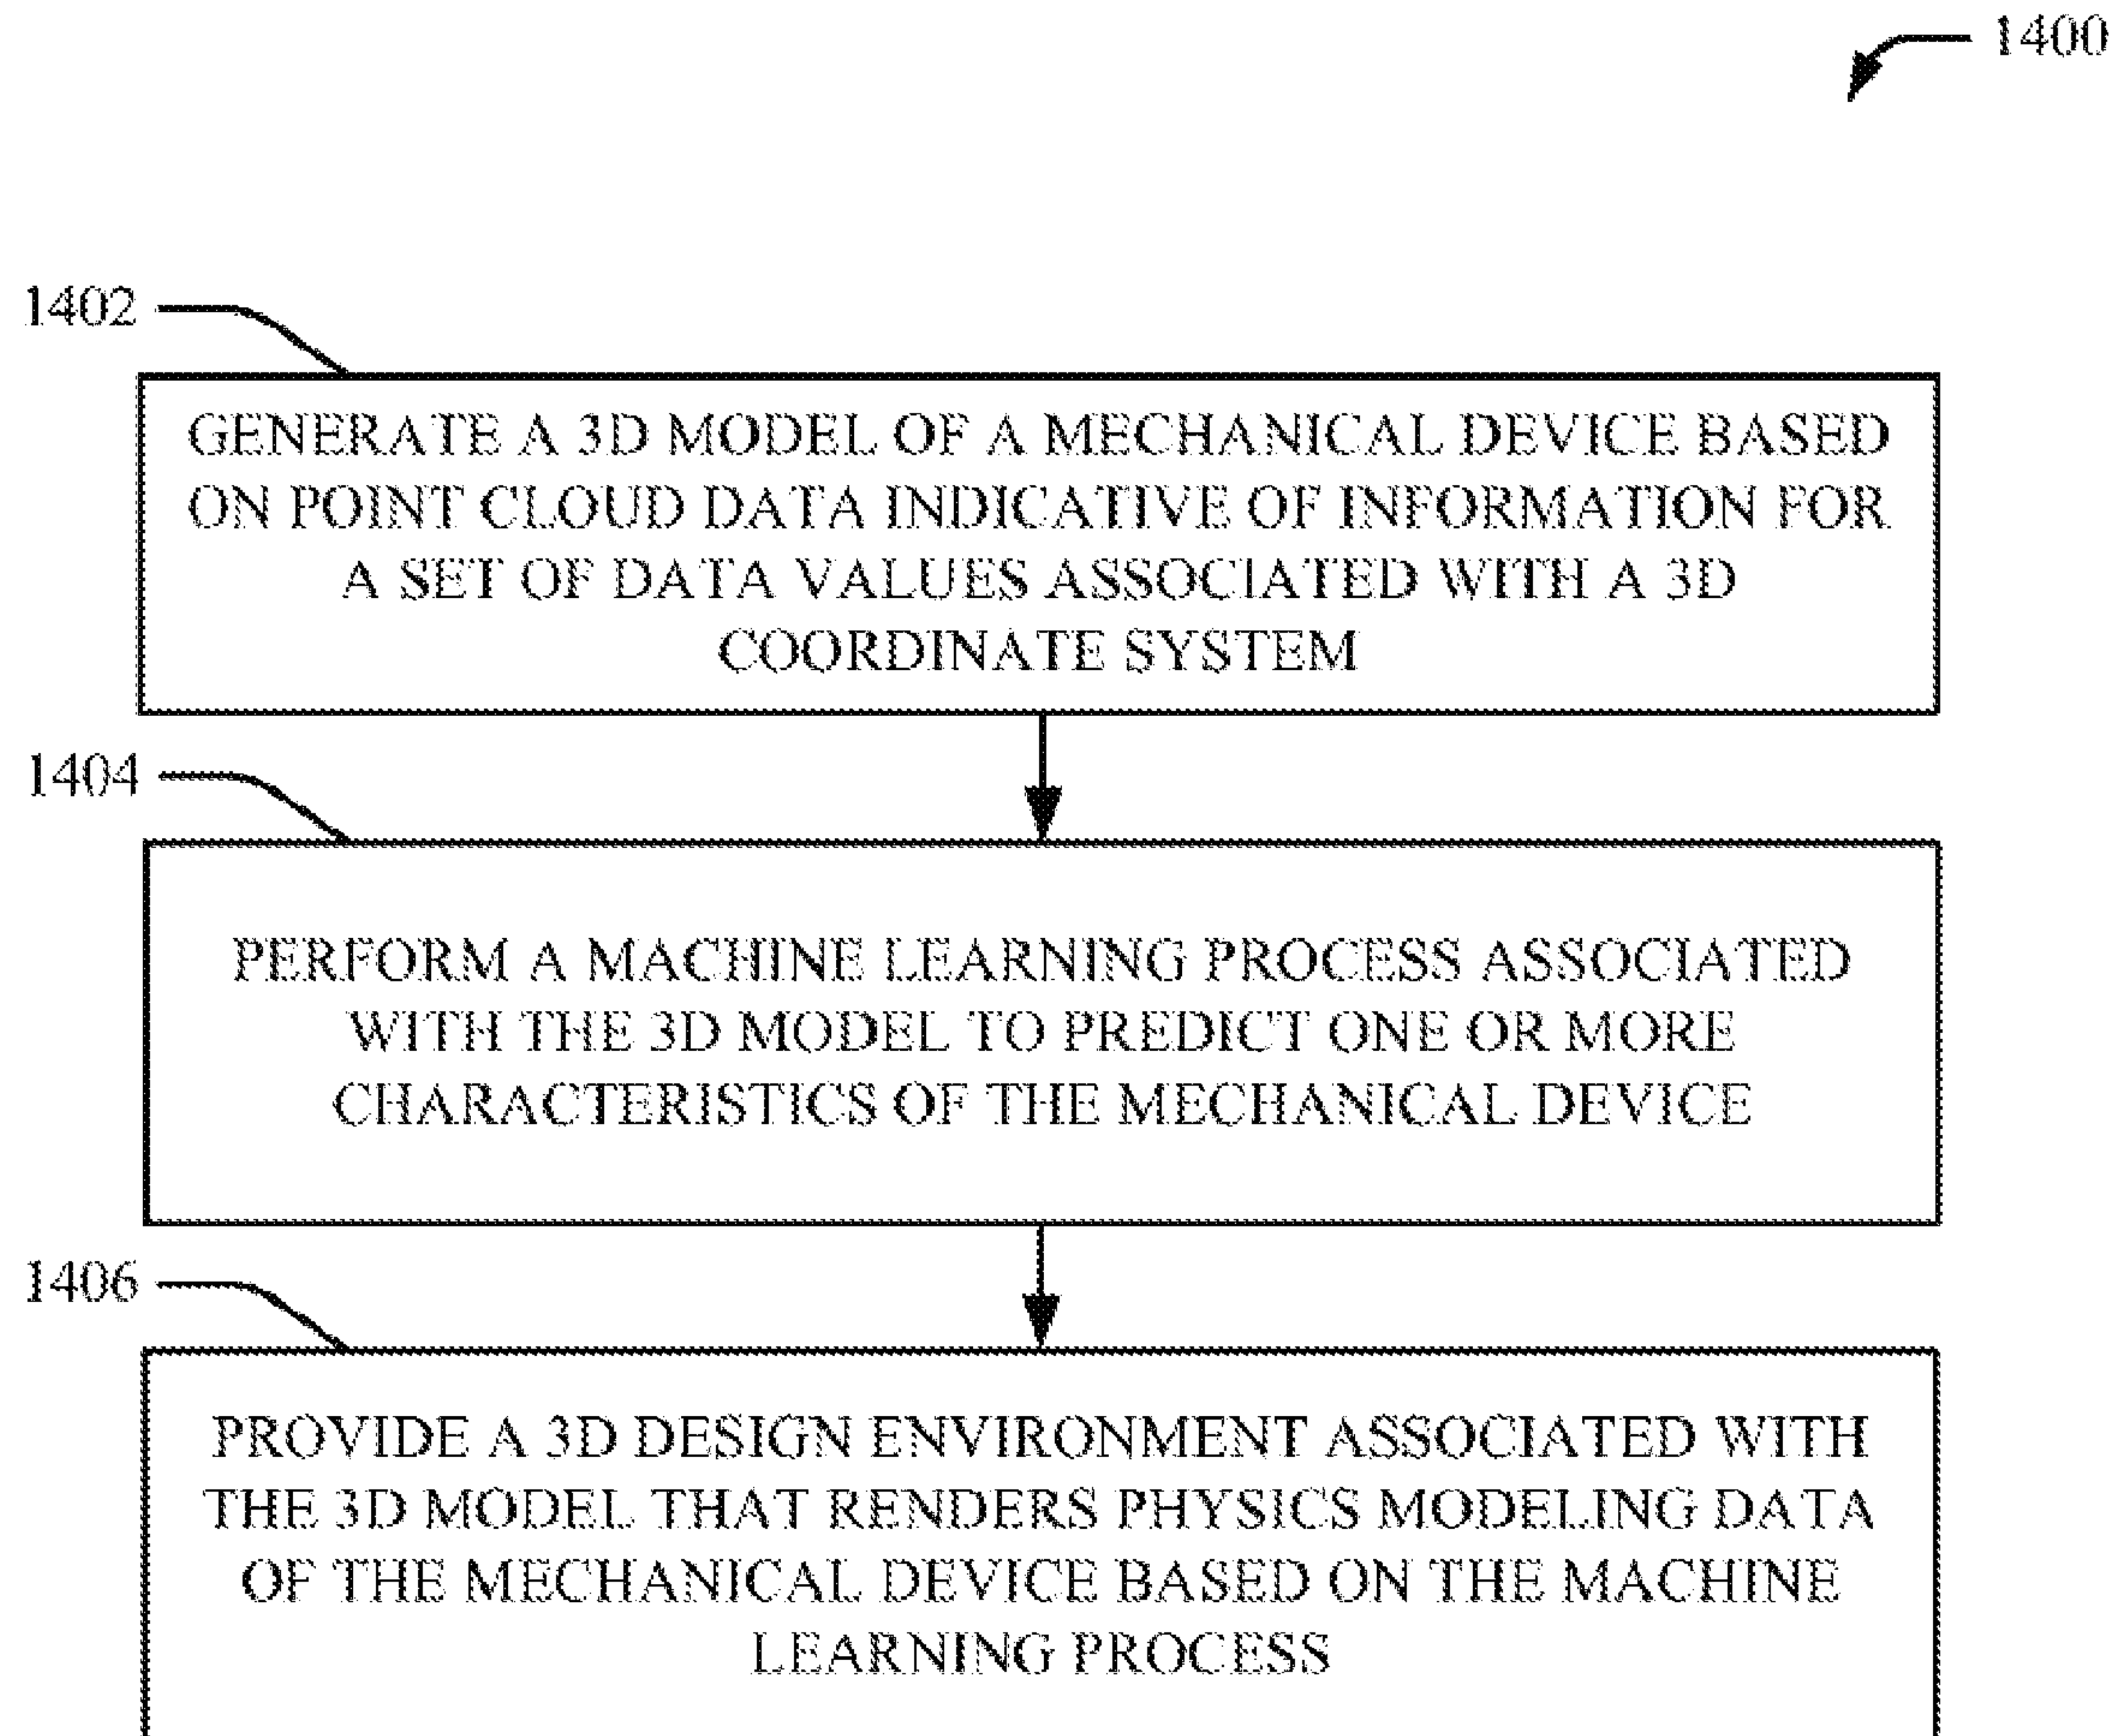 1400
1402
GENERATE A 3D MODEL OF A MECHANICAL DEVICE BASED
ON POINT CLOUD DATA INDICATIVE OF INFORMATION FOR
A SET OF DATA VALUES ASSOCIATED WITH A 3D
COORDINATE SYSTEM
1404
PERFORM A MACHINE LEARNING PROCESS ASSOCIATED
WITH THE 3D MODEL TO PREDICT ONE OR MORE
CHARACTERISTICS OF THE MECHANICAL DEVICE
1406
PROVIDE A 3D DESIGN ENVIRONMENT ASSOCIATED WITH
THE 3D MODEL THAT RENDERS PHYSICS MODELING DATA
OF THE MECHANICAL DEVICE BASED ON THE MACHINE
LEARNING PROCESS